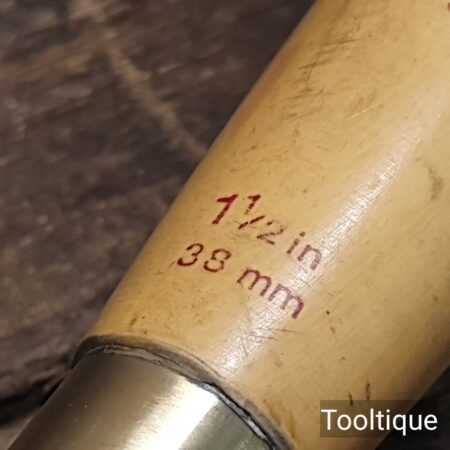 1½ in
38 mm
Tooltique